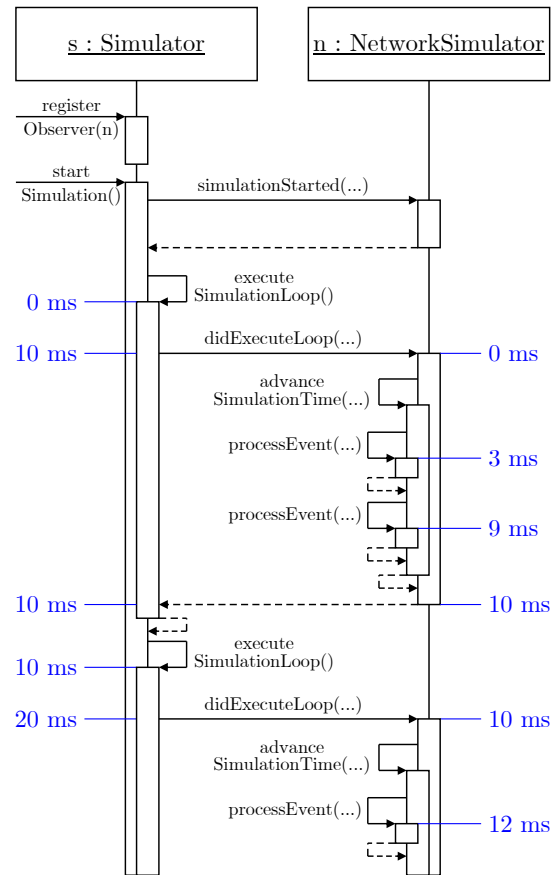 s : Simulator
n : NetworkSimulator
register
Observer(n)
start
Simulation()
simulationStarted(...)
execute
SimulationLoop()
0 ms
10 ms
didExecuteLoop(...)
0 ms
advance
SimulationTime(...)
processEvent(...)
3 ms
processEvent(...)
9 ms
10 ms
10 ms
execute
SimulationLoop()
10 ms
20 ms
didExecuteLoop(...)
10 ms
advance
SimulationTime(...)
processEvent(...)
12 ms